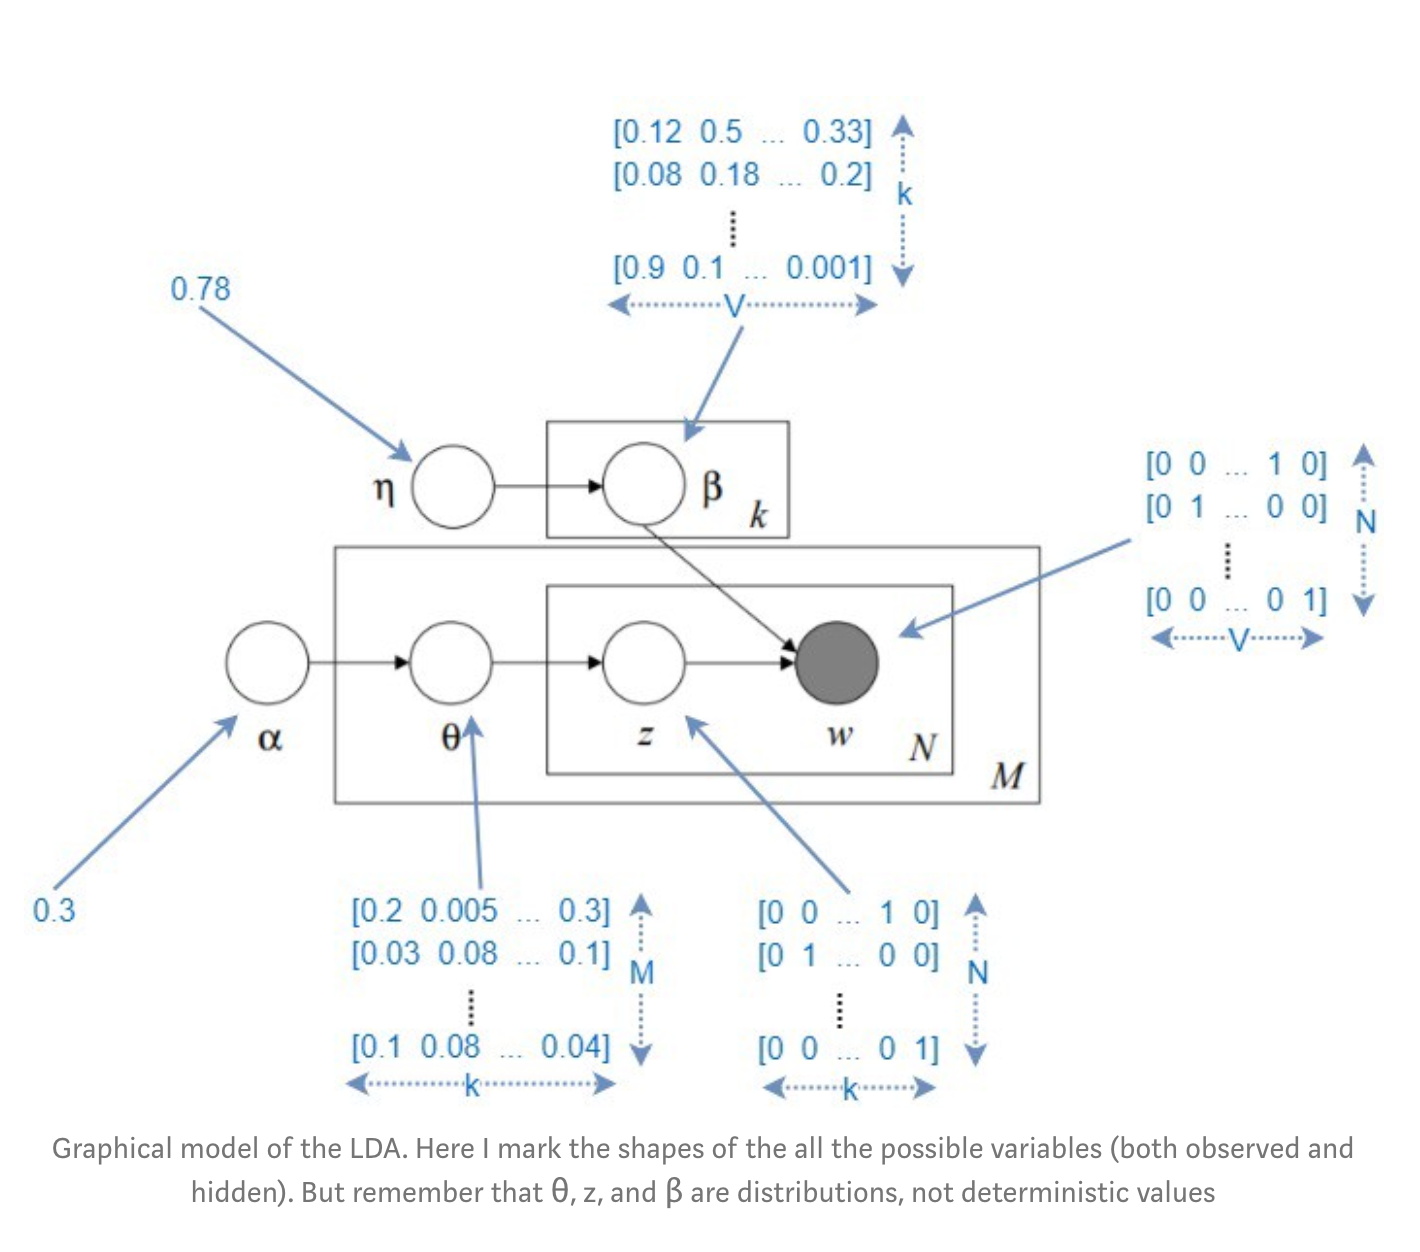 [0.12 0.5 ... 0.33]
[0.08 0.18 ... 0.2]
k
[0.9 0.1 ... 0.001]
V
0.78
η
β
k
[0 0 ... 1 0]
[0 1 ... 0 0]
N
[0 0 ... 0 1]
V
α
θ
z
w
N
M
0.3
[0.2 0.005 ... 0.3]
[0.03 0.08 ... 0.1]
M
[0.1 0.08 ... 0.04]
k
[0 0 ... 1 0]
[0 1 ... 0 0]
N
[0 0 ... 0 1]
k
Graphical model of the LDA. Here I mark the shapes of the all the possible variables (both observed and
hidden). But remember that θ, z, and β are distributions, not deterministic values